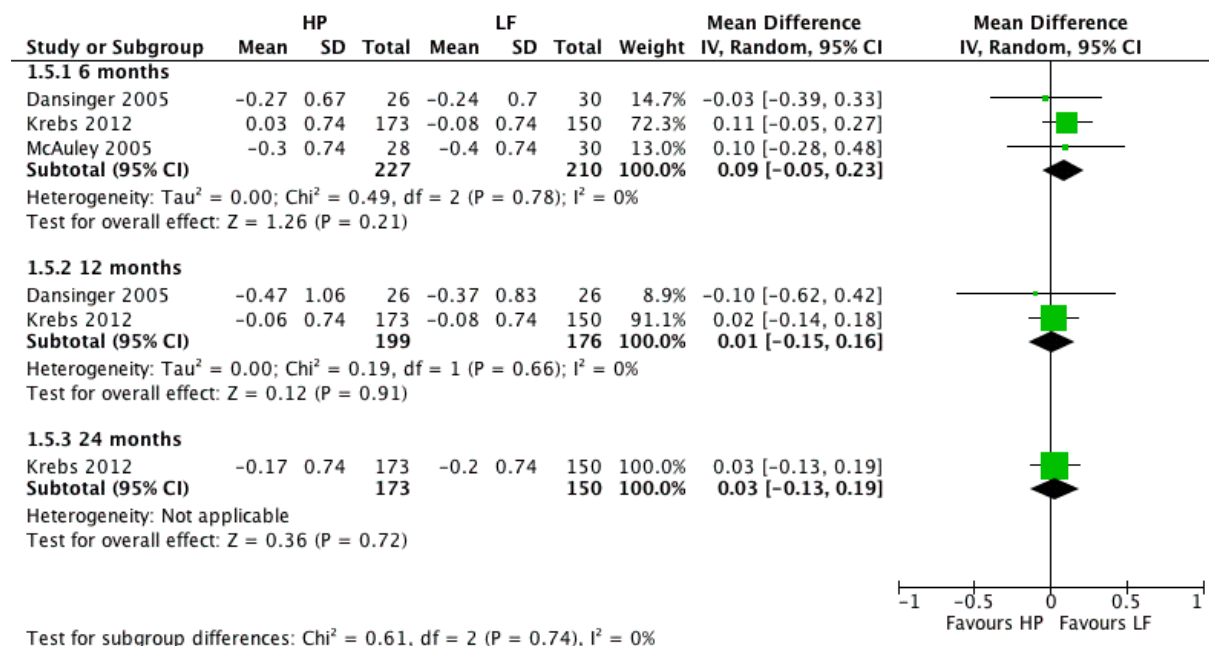 HP LF Mean Difference Mean Difference
Study or Subgroup Mean SD Total Mean SD Total Weight IV, Random, 95% CI IV, Random, 95% CI
1.5.1 6 months
Dansinger 2005 −0.27 0.67 26 −0.24 0.7 30 14.7% −0.03 [−0.39, 0.33]
Krebs 2012 0.03 0.74 173 −0.08 0.74 150 72.3% 0.11 [−0.05, 0.27]
McAuley 2005 −0.3 0.74 28 −0.4 0.74 30 13.0% 0.10 [−0.28, 0.48]
Subtotal (95% CI) 227 210 100.0% 0.09 [−0.05, 0.23]
Heterogeneity: Tau² = 0.00; Chi² = 0.49, df = 2 (P = 0.78); I² = 0%
Test for overall effect: Z = 1.26 (P = 0.21)
1.5.2 12 months
Dansinger 2005 −0.47 1.06 26 −0.37 0.83 26 8.9% −0.10 [−0.62, 0.42]
Krebs 2012 −0.06 0.74 173 −0.08 0.74 150 91.1% 0.02 [−0.14, 0.18]
Subtotal (95% CI) 199 176 100.0% 0.01 [−0.15, 0.16]
Heterogeneity: Tau² = 0.00; Chi² = 0.19, df = 1 (P = 0.66); I² = 0%
Test for overall effect: Z = 0.12 (P = 0.91)
1.5.3 24 months
Krebs 2012 −0.17 0.74 173 −0.2 0.74 150 100.0% 0.03 [−0.13, 0.19]
Subtotal (95% CI) 173 150 100.0% 0.03 [−0.13, 0.19]
Heterogeneity: Not applicable
Test for overall effect: Z = 0.36 (P = 0.72)
−1 −0.5 0 0.5 1
Favours HP Favours LF
Test for subgroup differences: Chi² = 0.61, df = 2 (P = 0.74), I² = 0%